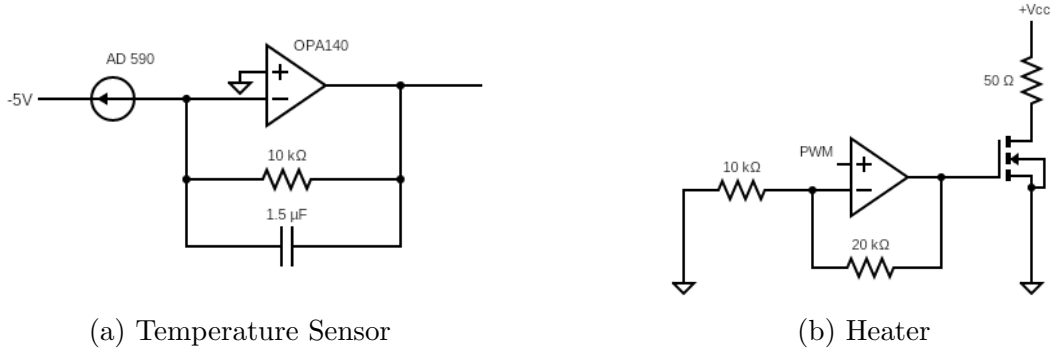 AD 590
OPA140
-5V
+
−
10 kΩ
1.5 µF
(a) Temperature Sensor
+Vcc
50 Ω
PWM
10 kΩ
+
−
20 kΩ
(b) Heater